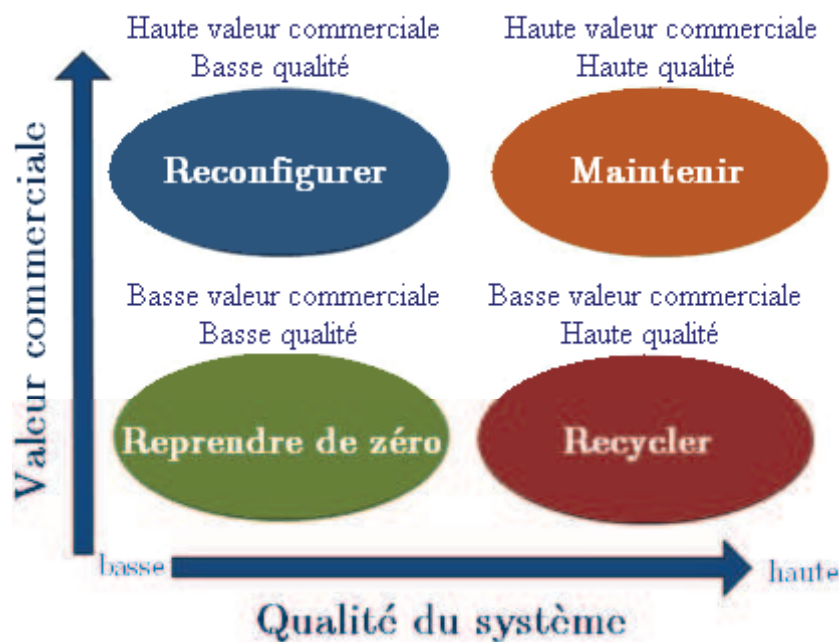 Haute valeur commerciale
Basse qualité
Haute valeur commerciale
Haute qualité
Reconfigurer
Maintenir
Basse valeur commerciale
Basse qualité
Basse valeur commerciale
Haute qualité
Reprendre de zéro
Recycler
Valeur commerciale
basse
haute
Qualité du système